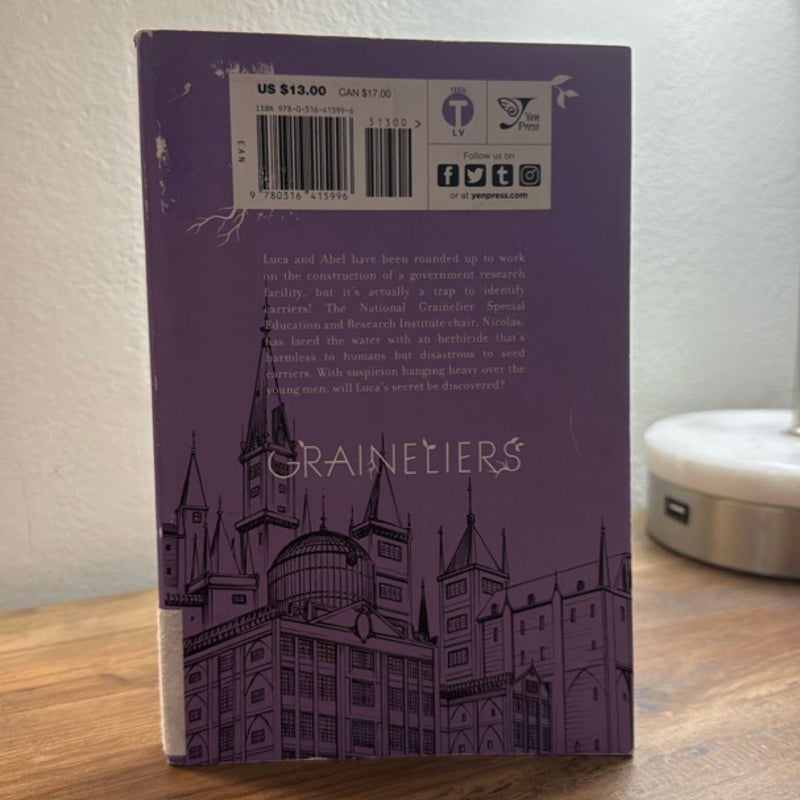 US $13.00 CAN $17.00
ISBN 978-0-316-41599-6
51300 >
EAN
9 780316 415996
TEEN
T
LV
Yen
Press
Follow us on
or at yenpress.com
Luca and Abel have been rounded up to work
on the construction of a government research
facility, but it's actually a trap to identify
carriers! The National Grainelier Special
Education and Research Institute chair, Nicolas,
has laced the water with an herbicide that's
harmless to humans but disastrous to seed
carriers. With suspicion hanging heavy over the
young men, will Luca's secret be discovered?
GRAINELIERS